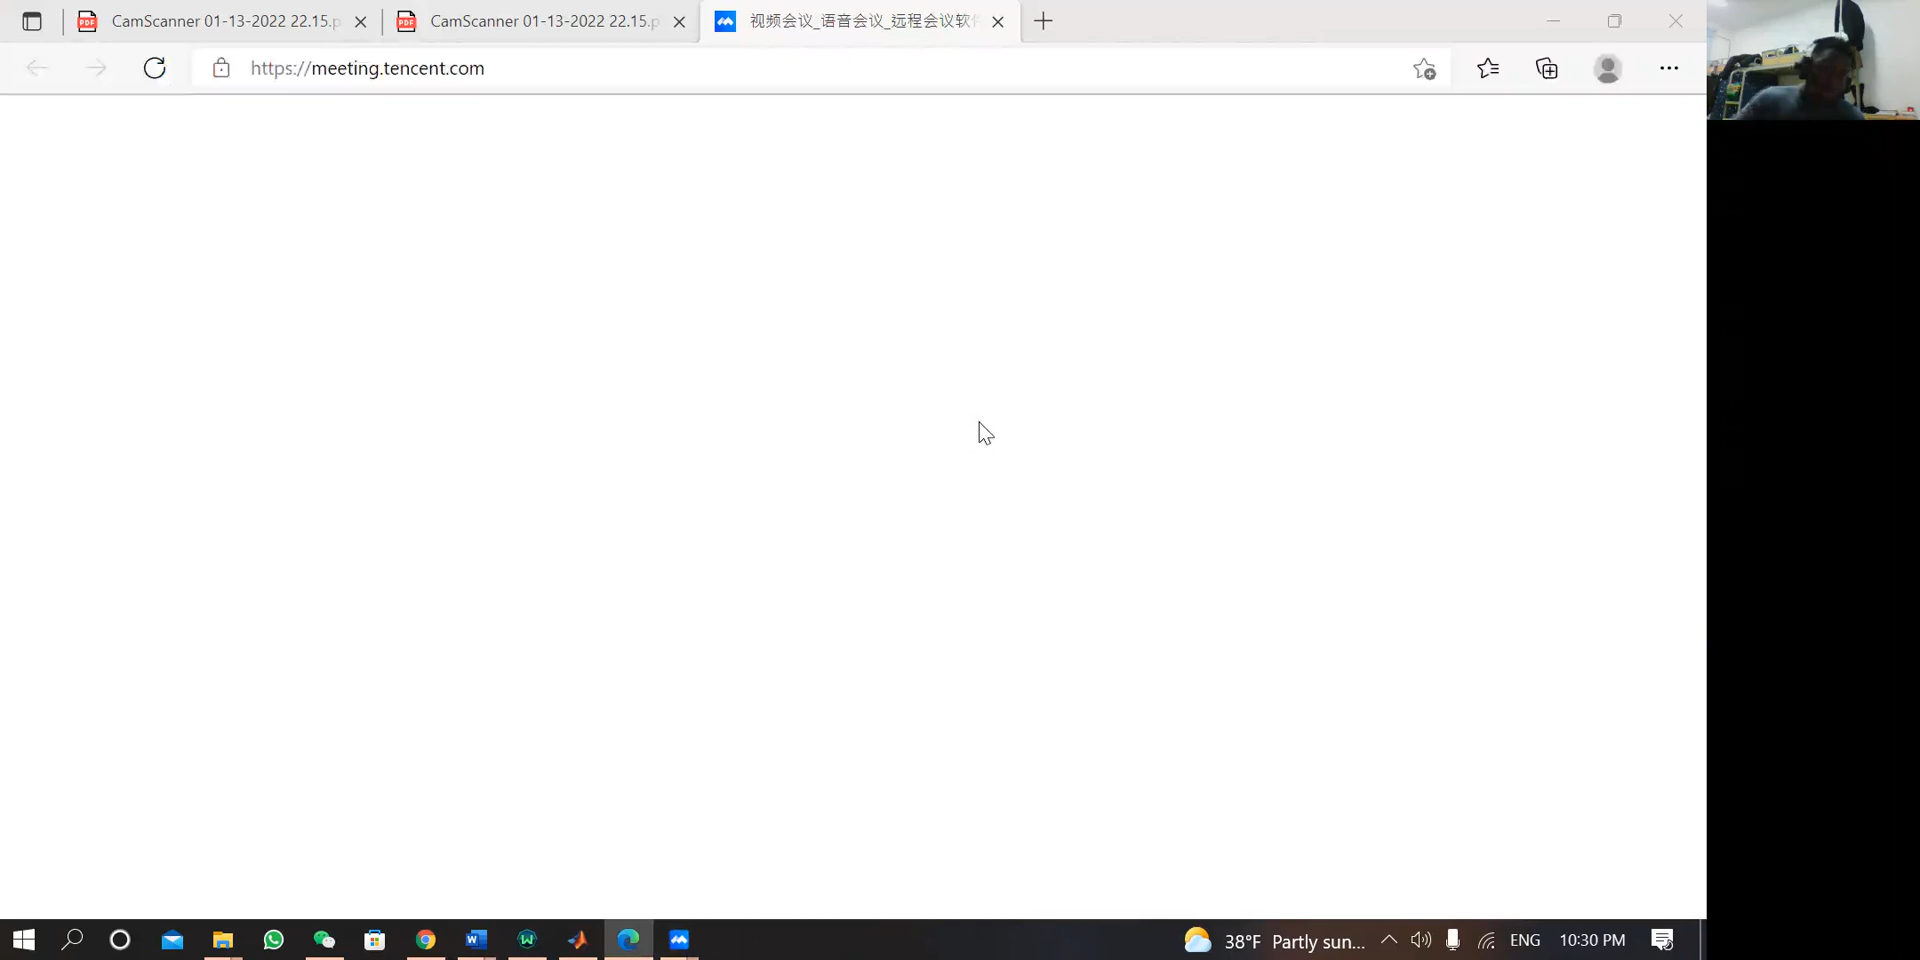 CamScanner 01-13-2022 22.15.p
CamScanner 01-13-2022 22.15.p
视频会议_语音会议_远程会议软件
https://meeting.tencent.com
38°F Partly sun... ENG 10:30 PM